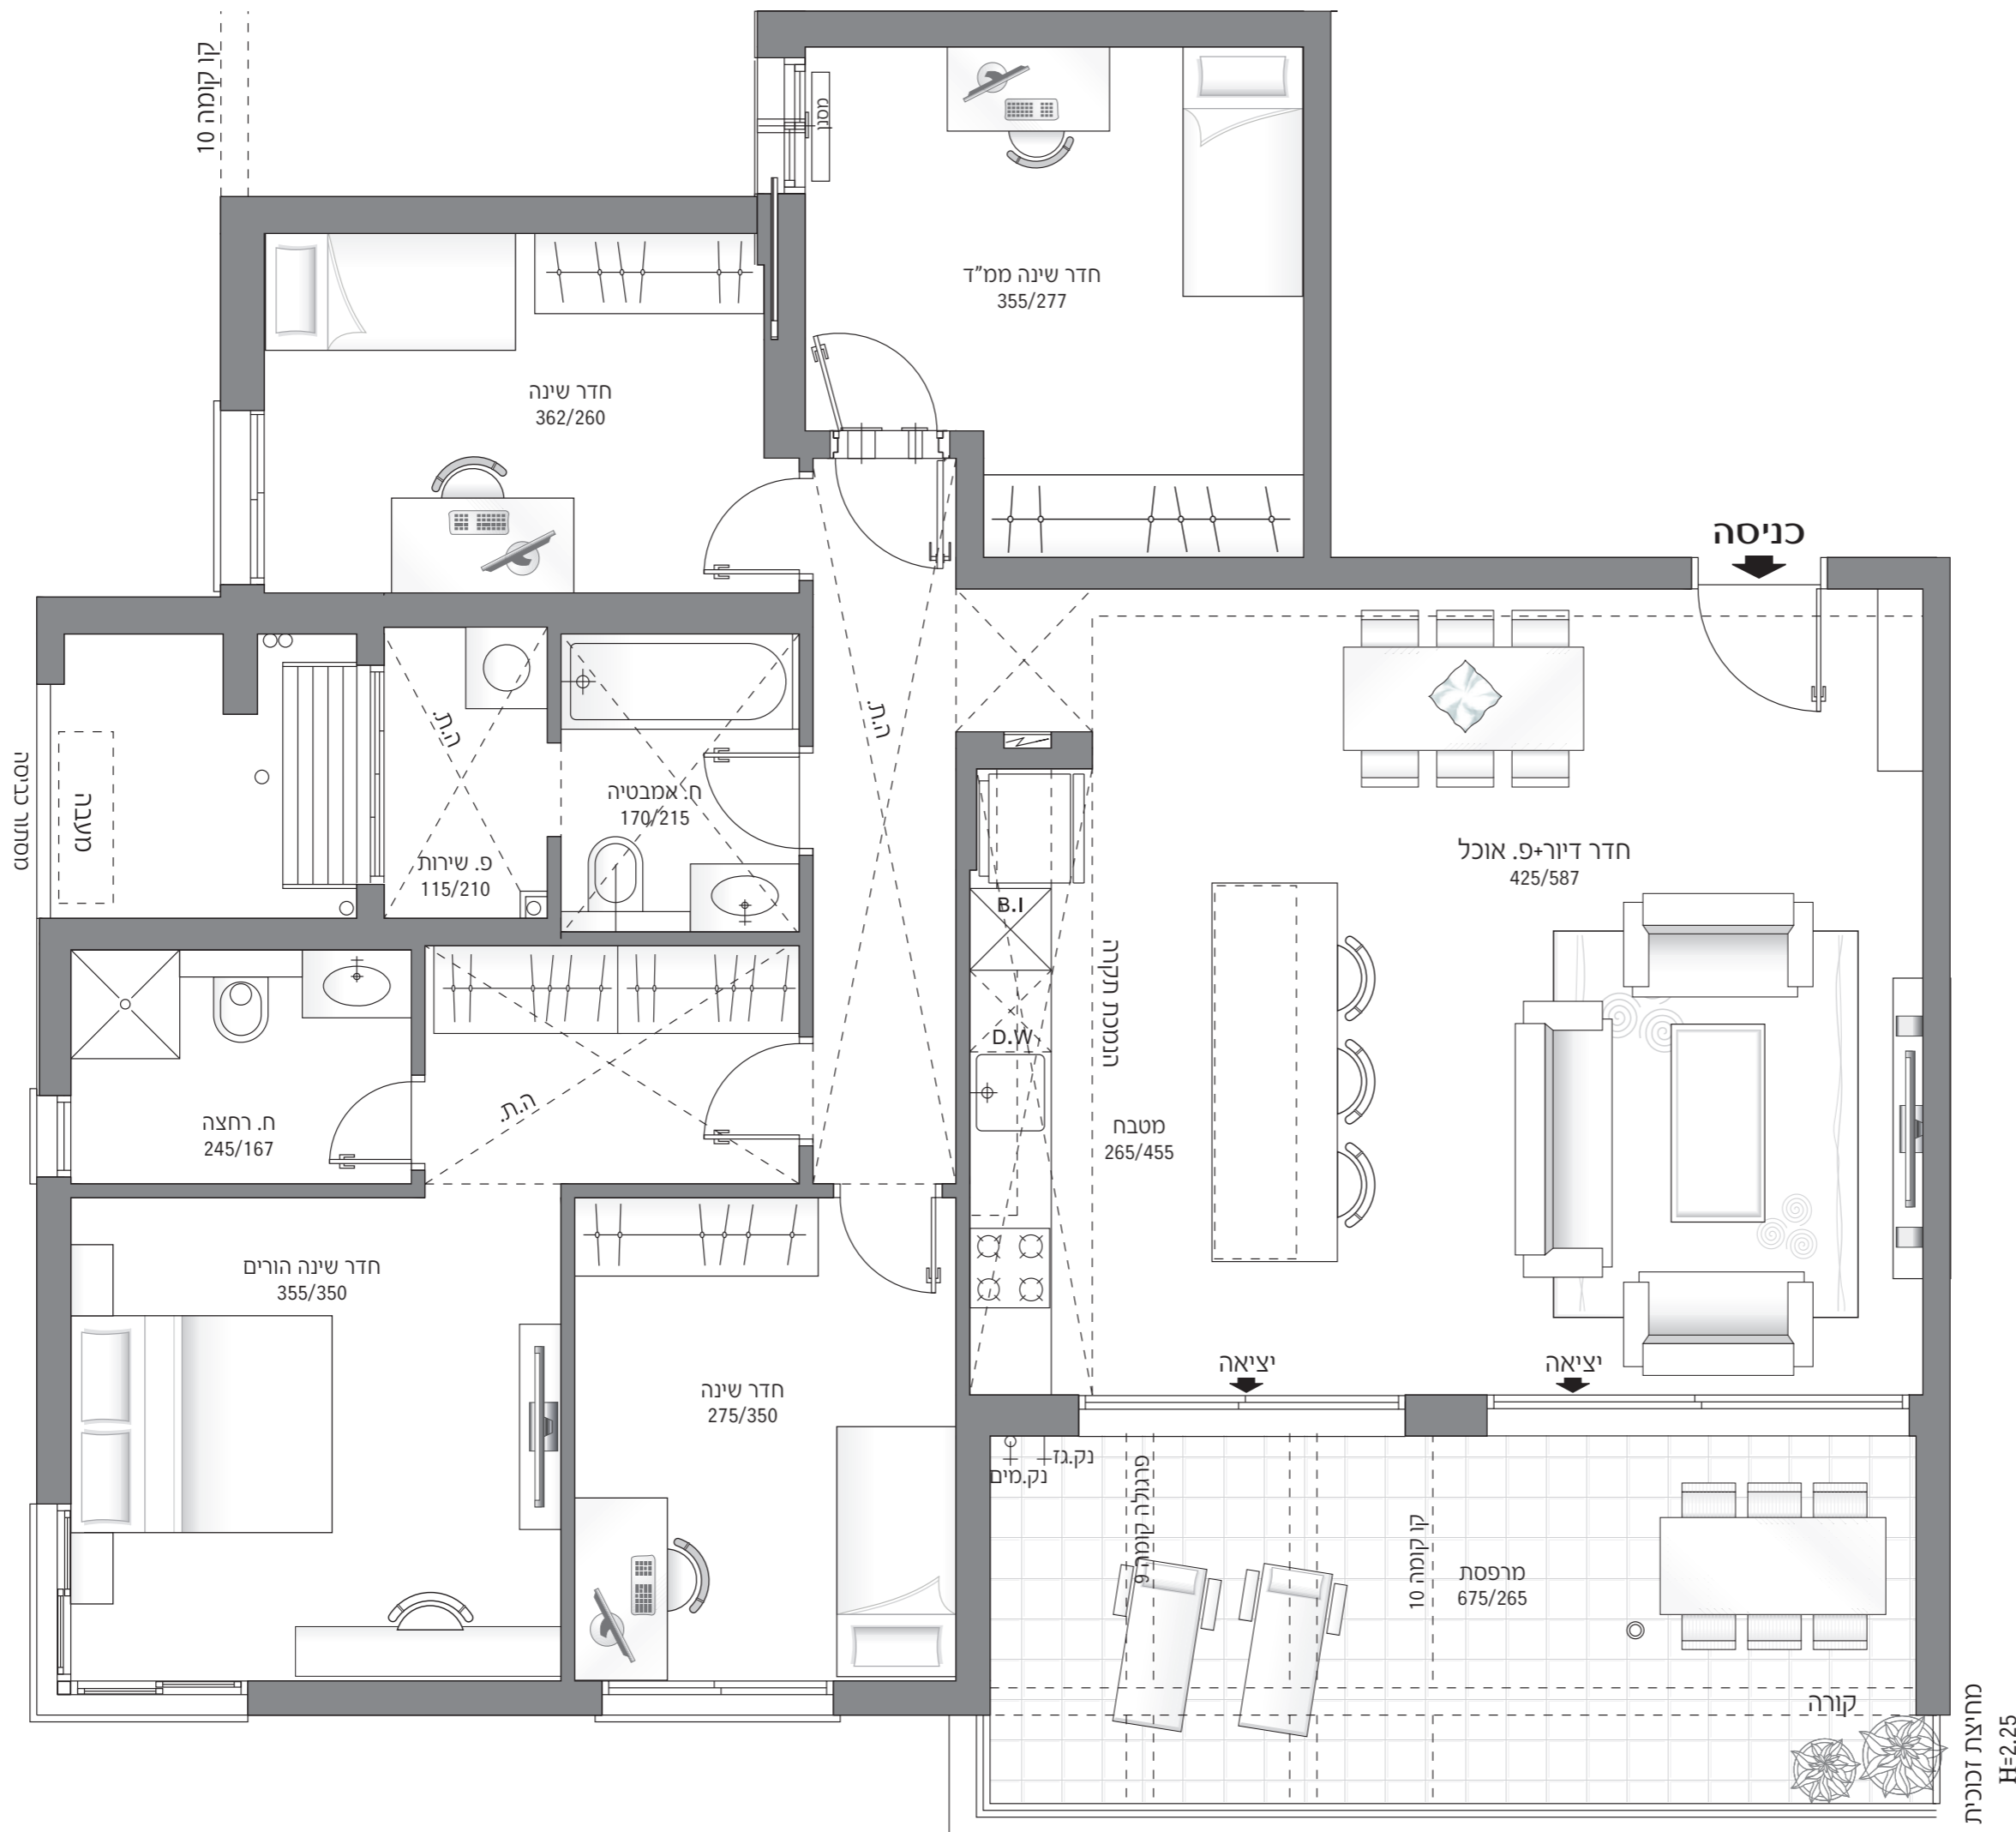 קו קומה 10
מסנן
חדר שינה ממ"ד
355/277
חדר שינה
362/260
כניסה
ה.ת.
ה.ת.
ח. אמבטיה
170/215
פ. שירות
115/210
מעבה
מסתור כביסה
חדר דיור+פ. אוכל
425/587
B.I
D.W
הנמכת תקרה
מטבח
265/455
ח. רחצה
245/167
ה.ת.
חדר שינה הורים
355/350
חדר שינה
275/350
יציאה
יציאה
נק.גז
נק.מים
פרגולה קומה 9
קו קומה 10
מרפסת
675/265
קורה
מחיצת זכוכית
H=2.25